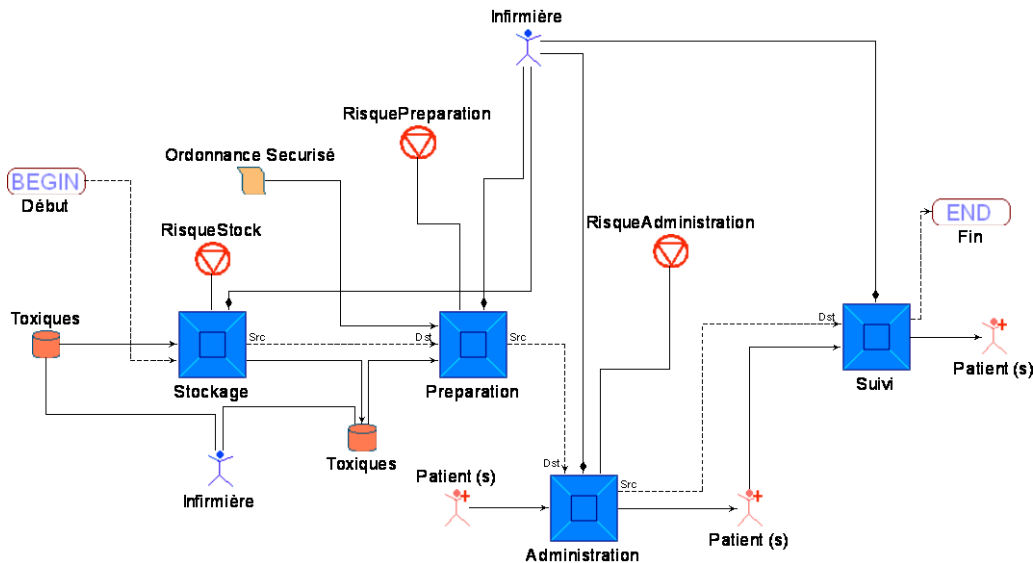 Infirmière
RisquePreparation
Ordonnance Securisé
BEGIN
Début
RisqueStock
RisqueAdministration
END
Fin
Toxiques
Src
Dst
Src
Dst
Stockage
Preparation
Suivi
Patient (s)
Toxiques
Infirmière
Patient (s)
Dst
Src
Administration
Patient (s)